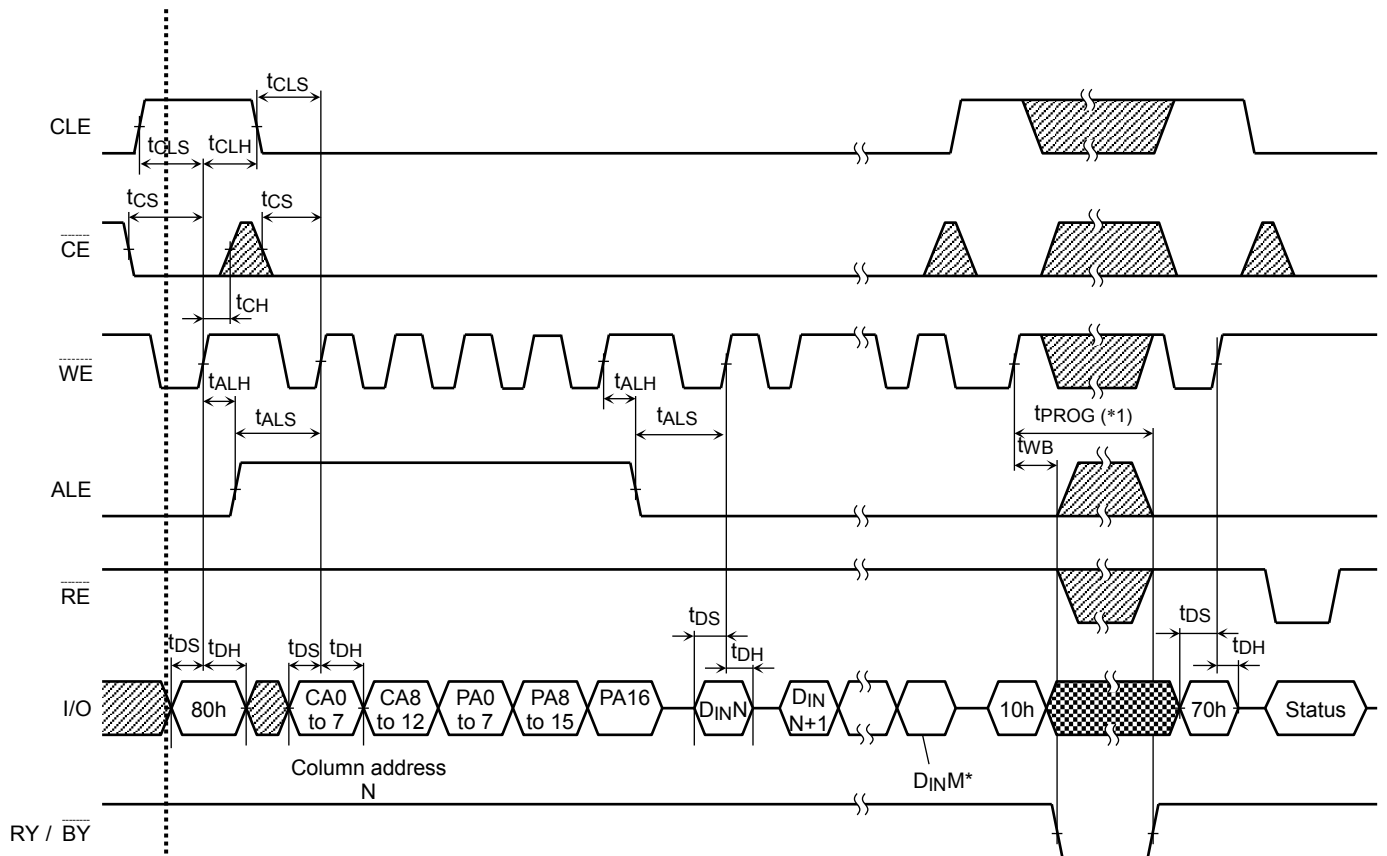 tCLS
CLE
tCLS tCLH
tCS tCS
CE
tCH
WE
tALH tALH
tALS tALS tPROG (*1)
tWB
ALE
RE
tDS tDH tDS tDH tDS tDH tDS tDH
I/O 80h CA0 to 7 CA8 to 12 PA0 to 7 PA8 to 15 PA16 DINN DIN N+1 10h 70h Status
Column address
N
DINM*
RY / BY